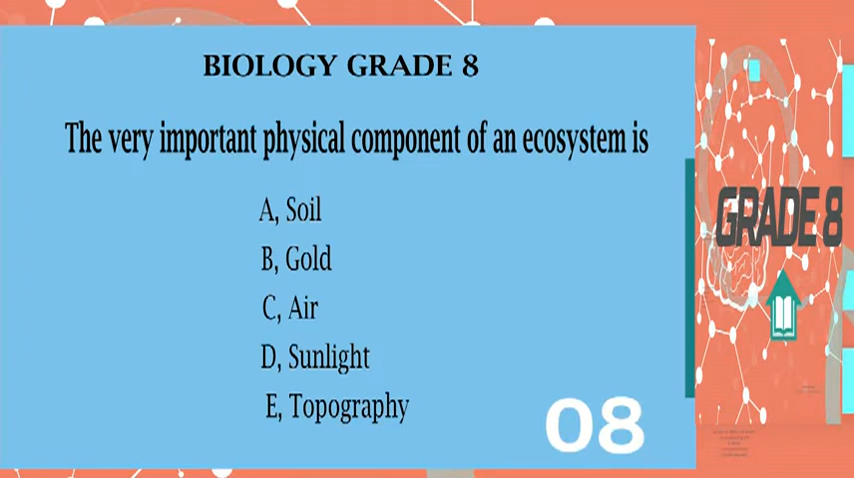 BIOLOGY GRADE 8
The very important physical component of an ecosystem is
A, Soil
B, Gold
C, Air
D, Sunlight
E, Topography
08
GRADE 8